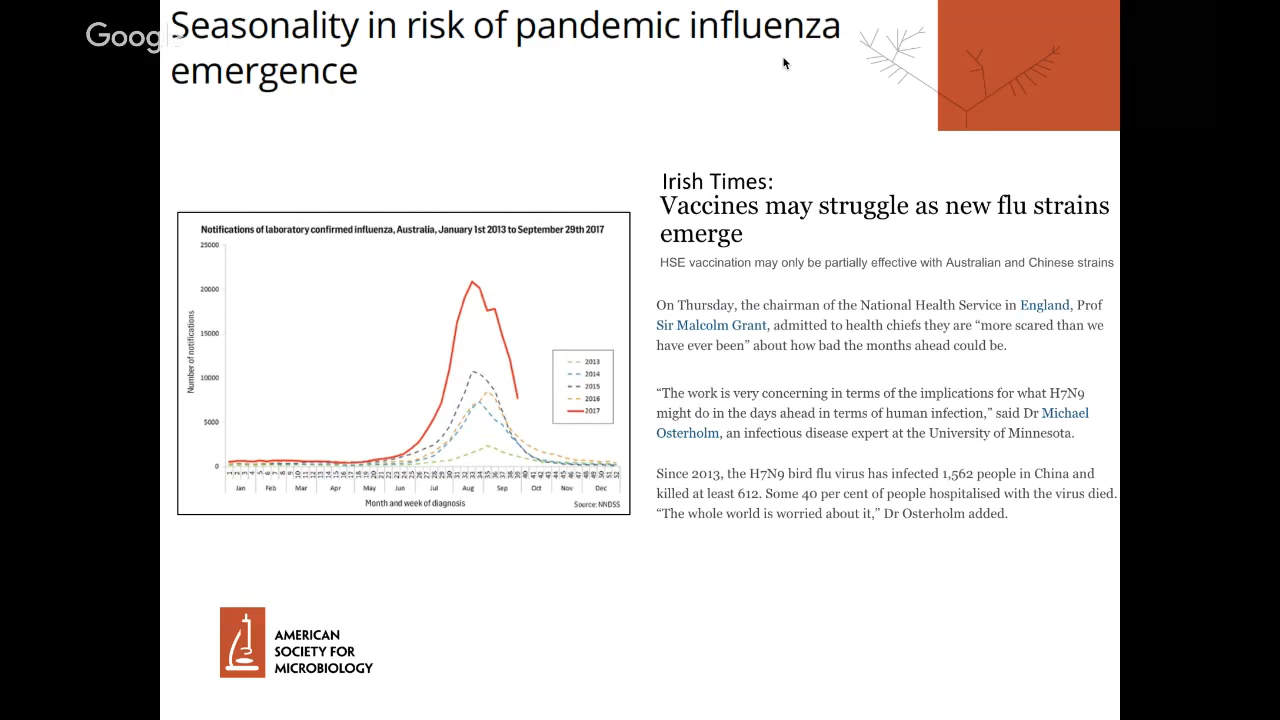 Google
Seasonality in risk of pandemic influenza
emergence
Notifications of laboratory confirmed influenza, Australia, January 1st 2013 to September 29th 2017
25000
20000
15000
10000
5000
0
Number of notifications
2013
2014
2015
2016
2017
Jan Feb Mar Apr May Jun Jul Aug Sep Oct Nov Dec
Month and week of diagnosis
Source: NNDSS
Irish Times:
Vaccines may struggle as new flu strains
emerge
HSE vaccination may only be partially effective with Australian and Chinese strains
On Thursday, the chairman of the National Health Service in England, Prof
Sir Malcolm Grant, admitted to health chiefs they are “more scared than we
have ever been” about how bad the months ahead could be.
“The work is very concerning in terms of the implications for what H7N9
might do in the days ahead in terms of human infection,” said Dr Michael
Osterholm, an infectious disease expert at the University of Minnesota.
Since 2013, the H7N9 bird flu virus has infected 1,562 people in China and
killed at least 612. Some 40 per cent of people hospitalised with the virus died.
“The whole world is worried about it,” Dr Osterholm added.
AMERICAN
SOCIETY FOR
MICROBIOLOGY